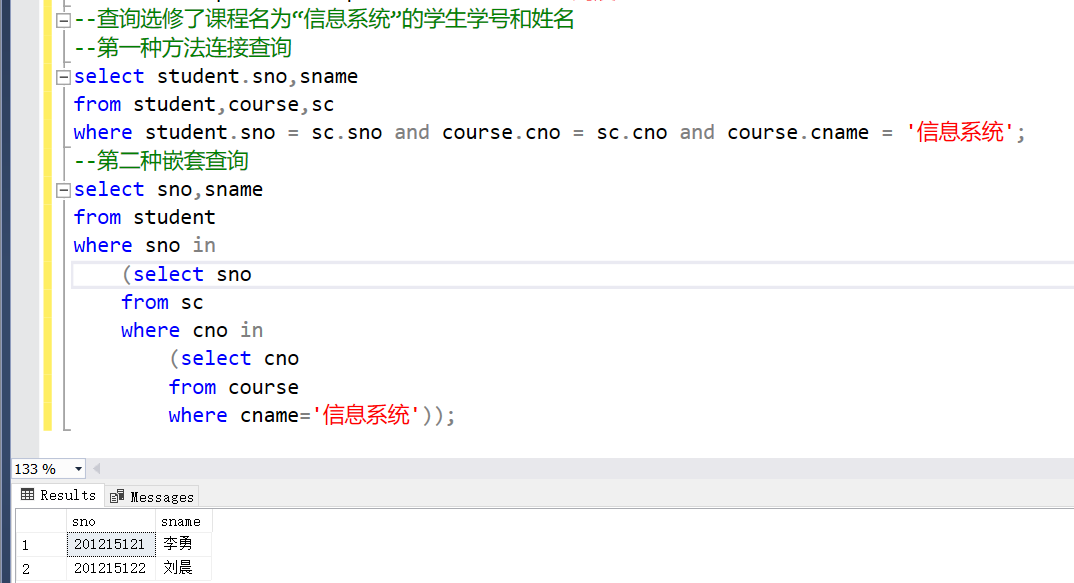 --查询选修了课程名为“信息系统”的学生学号和姓名
--第一种方法连接查询
select student.sno,sname
from student,course,sc
where student.sno = sc.sno and course.cno = sc.cno and course.cname = '信息系统';
--第二种嵌套查询
select sno,sname
from student
where sno in
(select sno
from sc
where cno in
(select cno
from course
where cname='信息系统'));
133 %
Results Messages
sno sname
1 201215121 李勇
2 201215122 刘晨